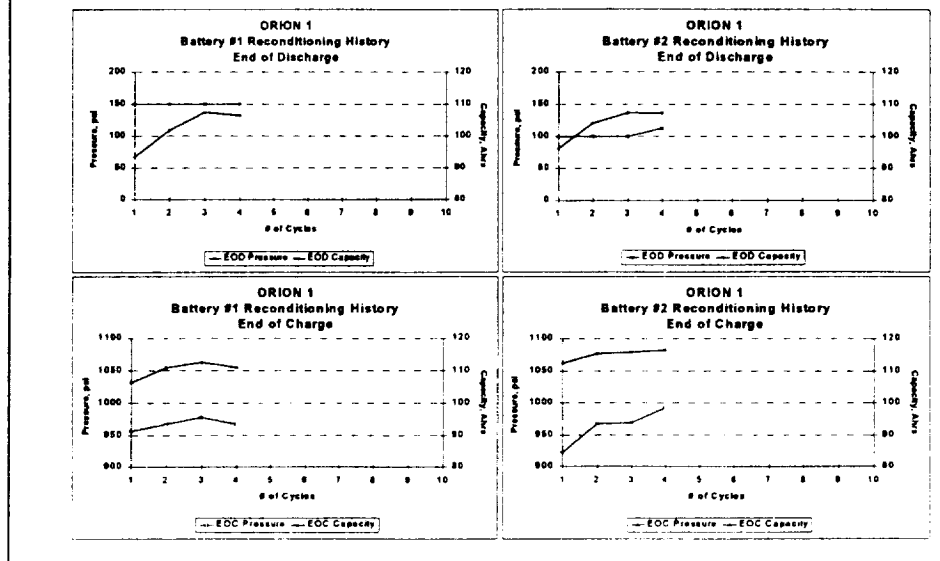 ORION 1
Battery #1 Reconditioning History
End of Discharge
200
150
100
50
0
120
110
100
90
80
Pressure, psi
Capacity, Ahrs
1 2 3 4 5 6 7 8 9 10
# of Cycles
EOD Pressure EOD Capacity
ORION 1
Battery #2 Reconditioning History
End of Discharge
200
150
100
50
0
120
110
100
90
80
Pressure, psi
Capacity, Ahrs
1 2 3 4 5 6 7 8 9 10
# of Cycles
EOD Pressure EOD Capacity
ORION 1
Battery #1 Reconditioning History
End of Charge
1100
1050
1000
950
900
120
110
100
90
80
Pressure, psi
Capacity, Ahrs
1 2 3 4 5 6 7 8 9 10
# of Cycles
EOC Pressure EOC Capacity
ORION 1
Battery #2 Reconditioning History
End of Charge
1100
1050
1000
950
900
120
110
100
90
80
Pressure, psi
Capacity, Ahrs
1 2 3 4 5 6 7 8 9 10
# of Cycles
EOC Pressure EOC Capacity